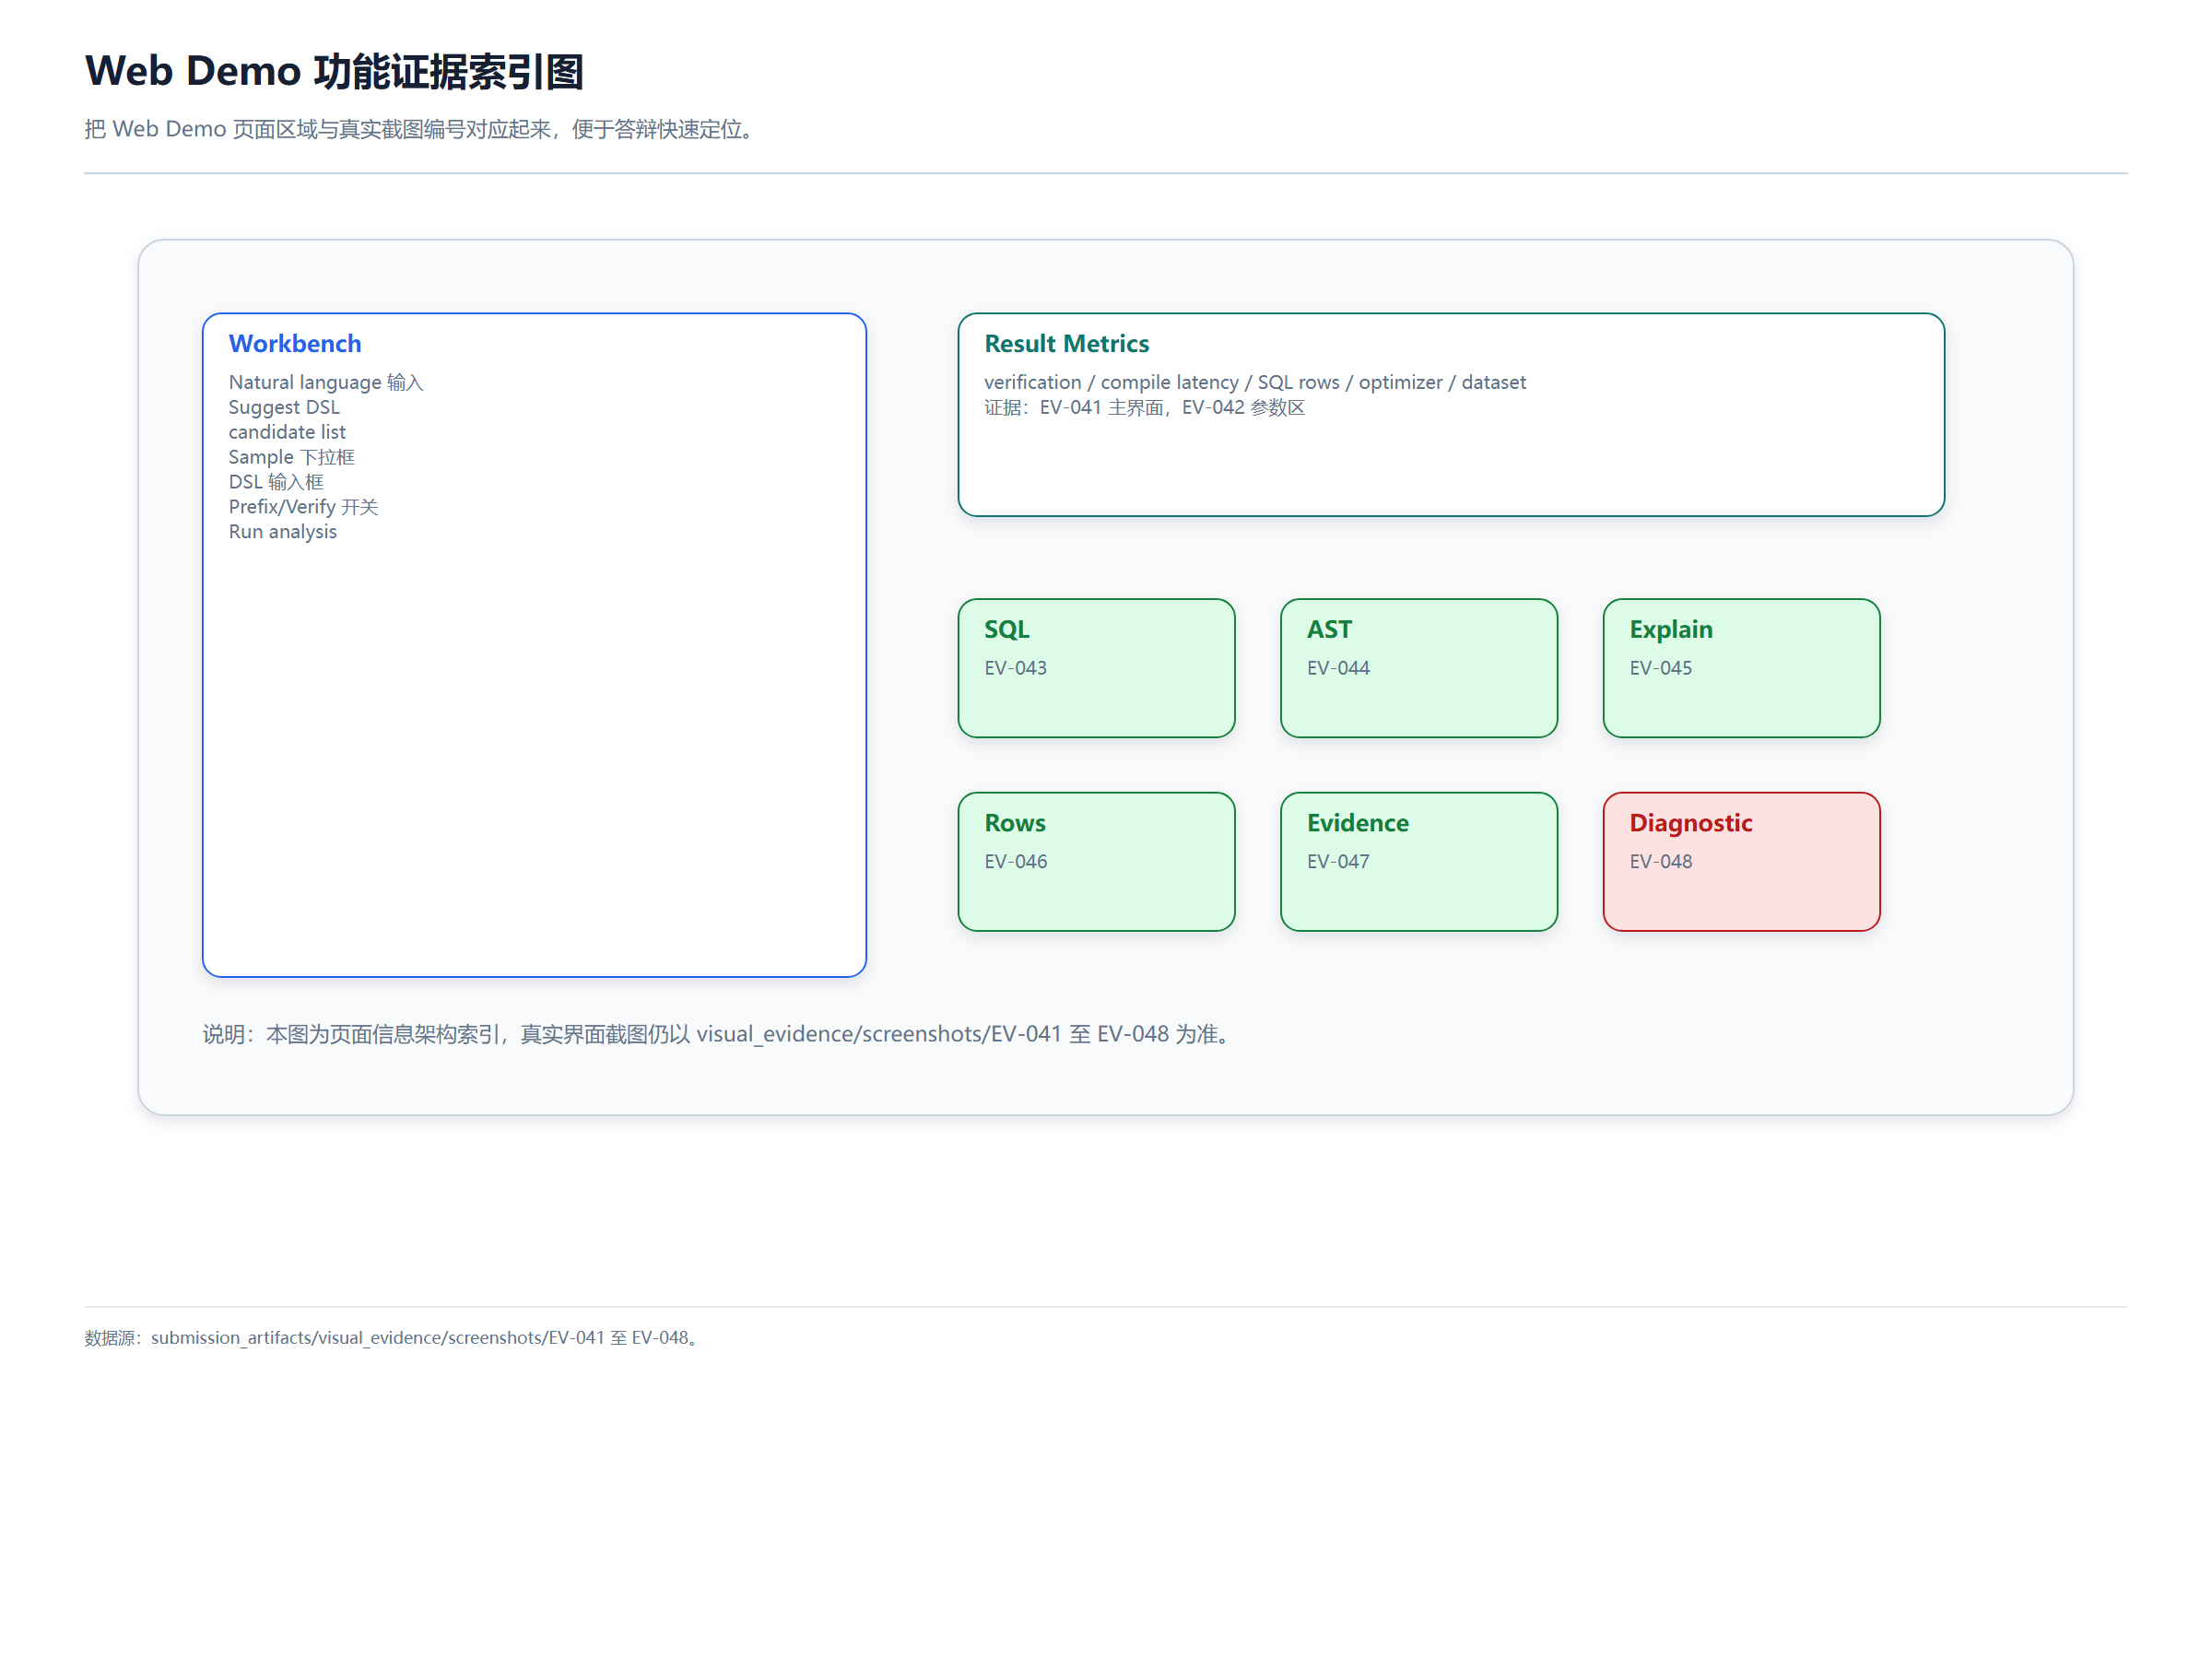 Web Demo 功能证据索引图
把 Web Demo 页面区域与真实截图编号对应起来，便于答辩快速定位。
Workbench
Natural language 输入
Suggest DSL
candidate list
Sample 下拉框
DSL 输入框
Prefix/Verify 开关
Run analysis
Result Metrics
verification / compile latency / SQL rows / optimizer / dataset
证据：EV-041 主界面，EV-042 参数区
SQL
EV-043
AST
EV-044
Explain
EV-045
Rows
EV-046
Evidence
EV-047
Diagnostic
EV-048
说明：本图为页面信息架构索引，真实界面截图仍以 visual_evidence/screenshots/EV-041 至 EV-048 为准。
数据源：submission_artifacts/visual_evidence/screenshots/EV-041 至 EV-048。